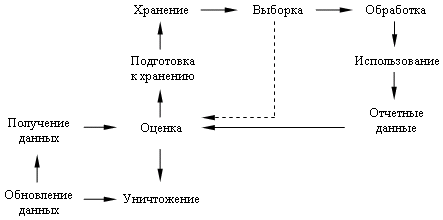 Хранение
Выборка
Обработка
Подготовка
к хранению
Использование
Получение
данных
Оценка
Отчетные
данные
Обновление
данных
Уничтожение